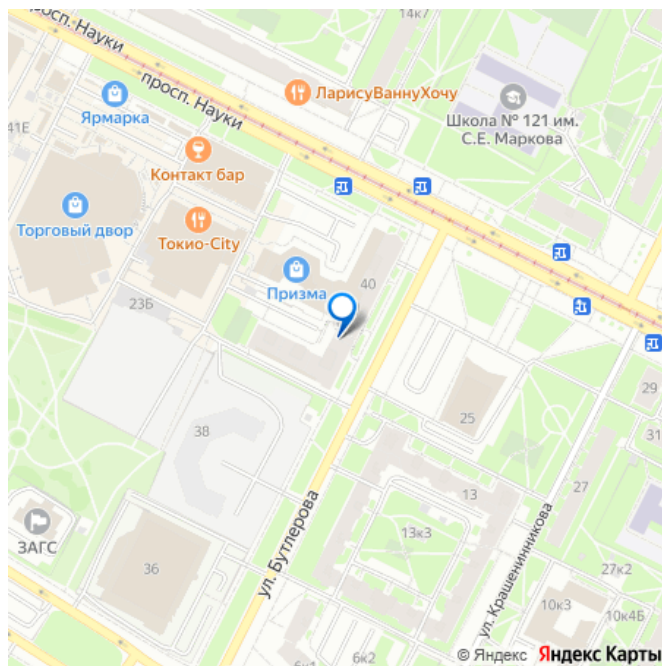 14к7
просп. Науки
просп. Науки
ЛарисуВаннуХочу
Ярмарка
Школа № 121 им.
С.Е. Маркова
41Е
Контакт бар
Торговый двор
Токио-City
Призма
40
23Б
29
25
31
38
13
27
ул. Бутлерова
ЗАГС
13к3
ул. Крашенинникова
36
27к2
10к3
10к4Б
6к2
6к1
© Яндекс Яндекс Карты